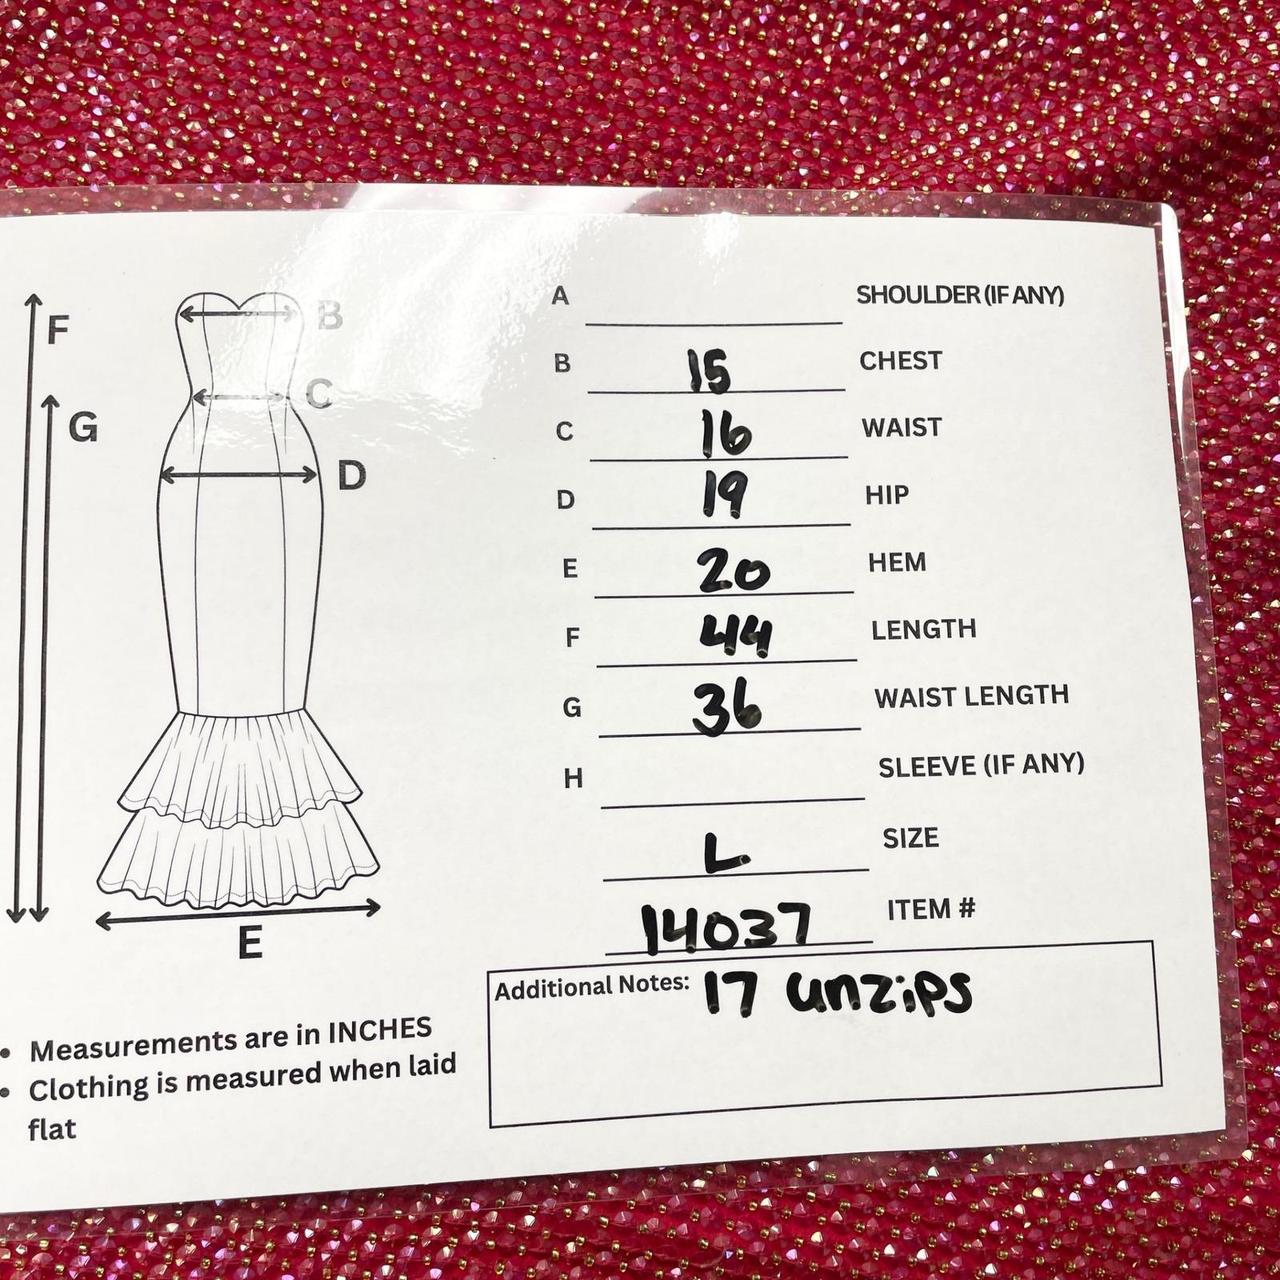 F
G
B
C
D
E
A SHOULDER (IF ANY)
B 15 CHEST
C 16 WAIST
D 19 HIP
E 20 HEM
F 44 LENGTH
G 36 WAIST LENGTH
H SLEEVE (IF ANY)
L SIZE
14037 ITEM #
Additional Notes: 17 unzips
• Measurements are in INCHES
• Clothing is measured when laid
flat